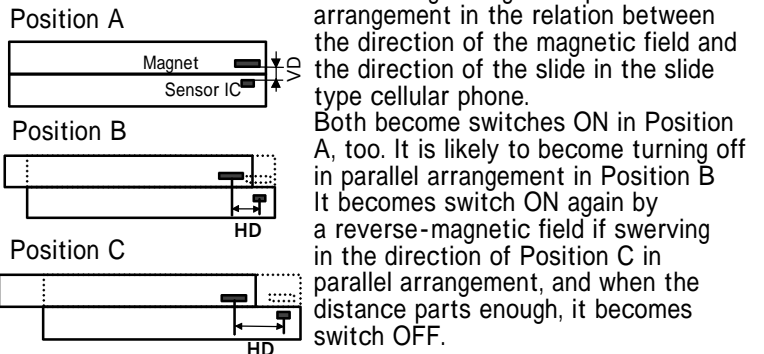 Position A
Magnet
VD
Sensor IC
Position B
HD
Position C
HD
arrangement in the relation between
the direction of the magnetic field and
the direction of the slide in the slide
type cellular phone.
Both become switches ON in Position
A, too. It is likely to become turning off
in parallel arrangement in Position B
It becomes switch ON again by
a reverse-magnetic field if swerving
in the direction of Position C in
parallel arrangement, and when the
distance parts enough, it becomes
switch OFF.